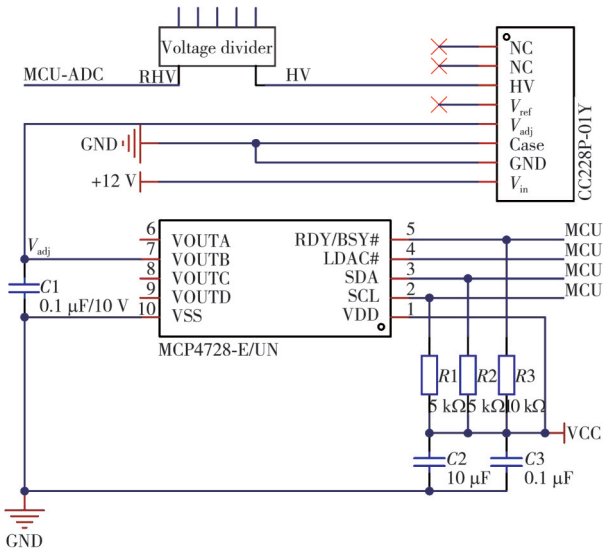 Voltage divider
MCU-ADC RHV HV
NC
NC
HV
Vref
Vadj
GND Case
GND
+12 V Vin
CC228P-01Y
6 VOUTA RDY/BSY# 5 MCU
Vadj 7 VOUTB LDAC# 4 MCU
8 VOUTC SDA 3 MCU
9 VOUTD SCL 2 MCU
10 VSS VDD 1
C1
0.1 μF/10 V
MCP4728-E/UN
R1 R2 R3
5 kΩ 5 kΩ 10 kΩ
VCC
C2 C3
10 μF 0.1 μF
GND